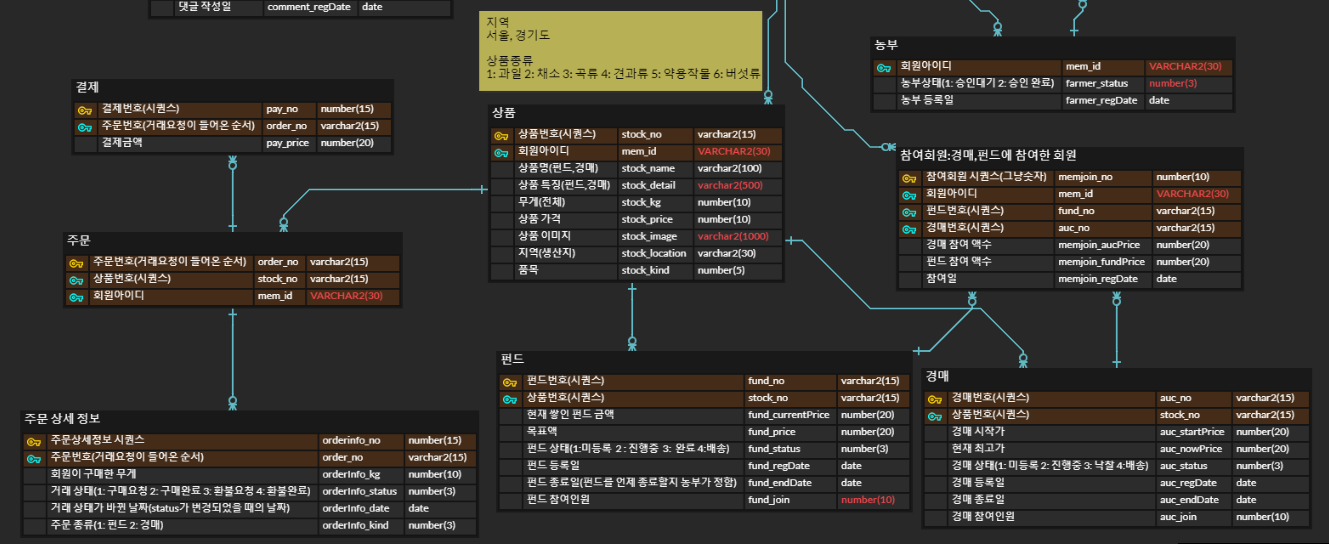 댓글 작성일 comment_regDate date
지역
서울, 경기도
상품종류
1: 과일 2: 채소 3: 곡류 4: 견과류 5: 약용작물 6: 버섯류
농부
회원아이디 mem_id VARCHAR2(30)
농부상태(1: 승인대기 2: 승인 완료) farmer_status number(3)
농부 등록일 farmer_regDate date
결제
결제번호(시퀀스) pay_no number(15)
주문번호(거래요청이 들어온 순서) order_no varchar2(15)
결제금액 pay_price number(20)
상품
상품번호(시퀀스) stock_no varchar2(15)
회원아이디 mem_id VARCHAR2(30)
상품명(펀드,경매) stock_name varchar2(100)
상품 특징(펀드,경매) stock_detail varchar2(500)
무게(전체) stock_kg number(10)
상품 가격 stock_price number(10)
상품 이미지 stock_image varchar2(1000)
지역(생산지) stock_location varchar2(30)
품목 stock_kind number(5)
참여회원:경매,펀드에 참여한 회원
참여회원 시퀀스(그냥숫자) memjoin_no number(10)
회원아이디 mem_id VARCHAR2(30)
펀드번호(시퀀스) fund_no varchar2(15)
경매번호(시퀀스) auc_no varchar2(15)
경매 참여 액수 memjoin_aucPrice number(20)
펀드 참여 액수 memjoin_fundPrice number(20)
참여일 memjoin_regDate date
주문
주문번호(거래요청이 들어온 순서) order_no varchar2(15)
상품번호(시퀀스) stock_no varchar2(15)
회원아이디 mem_id VARCHAR2(30)
펀드
펀드번호(시퀀스) fund_no varchar2(15)
상품번호(시퀀스) stock_no varchar2(15)
현재 쌓인 펀드 금액 fund_currentPrice number(20)
목표액 fund_price number(20)
펀드 상태(1:미등록 2 : 진행중 3: 완료 4:배송) fund_status number(3)
펀드 등록일 fund_regDate date
펀드 종료일(펀드를 언제 종료할지 농부가 정함) fund_endDate date
펀드 참여인원 fund_join number(10)
경매
경매번호(시퀀스) auc_no varchar2(15)
상품번호(시퀀스) stock_no varchar2(15)
경매 시작가 auc_startPrice number(20)
현재 최고가 auc_nowPrice number(20)
경매 상태(1: 미등록 2 : 진행중 3: 낙찰 4:배송) auc_status number(3)
경매 등록일 auc_regDate date
경매 종료일 auc_endDate date
경매 참여인원 auc_join number(10)
주문 상세 정보
주문상세정보 시퀀스 orderinfo_no number(15)
주문번호(거래요청이 들어온 순서) order_no varchar2(15)
회원이 구매한 무게 orderInfo_kg number(10)
거래 상태(1: 구매요청 2: 구매완료 3: 환불요청 4: 환불완료) orderInfo_status number(3)
거래 상태가 바뀐 날짜(status가 변경되었을 때의 날짜) orderInfo_date date
주문 종류(1: 펀드 2: 경매) orderInfo_kind number(3)